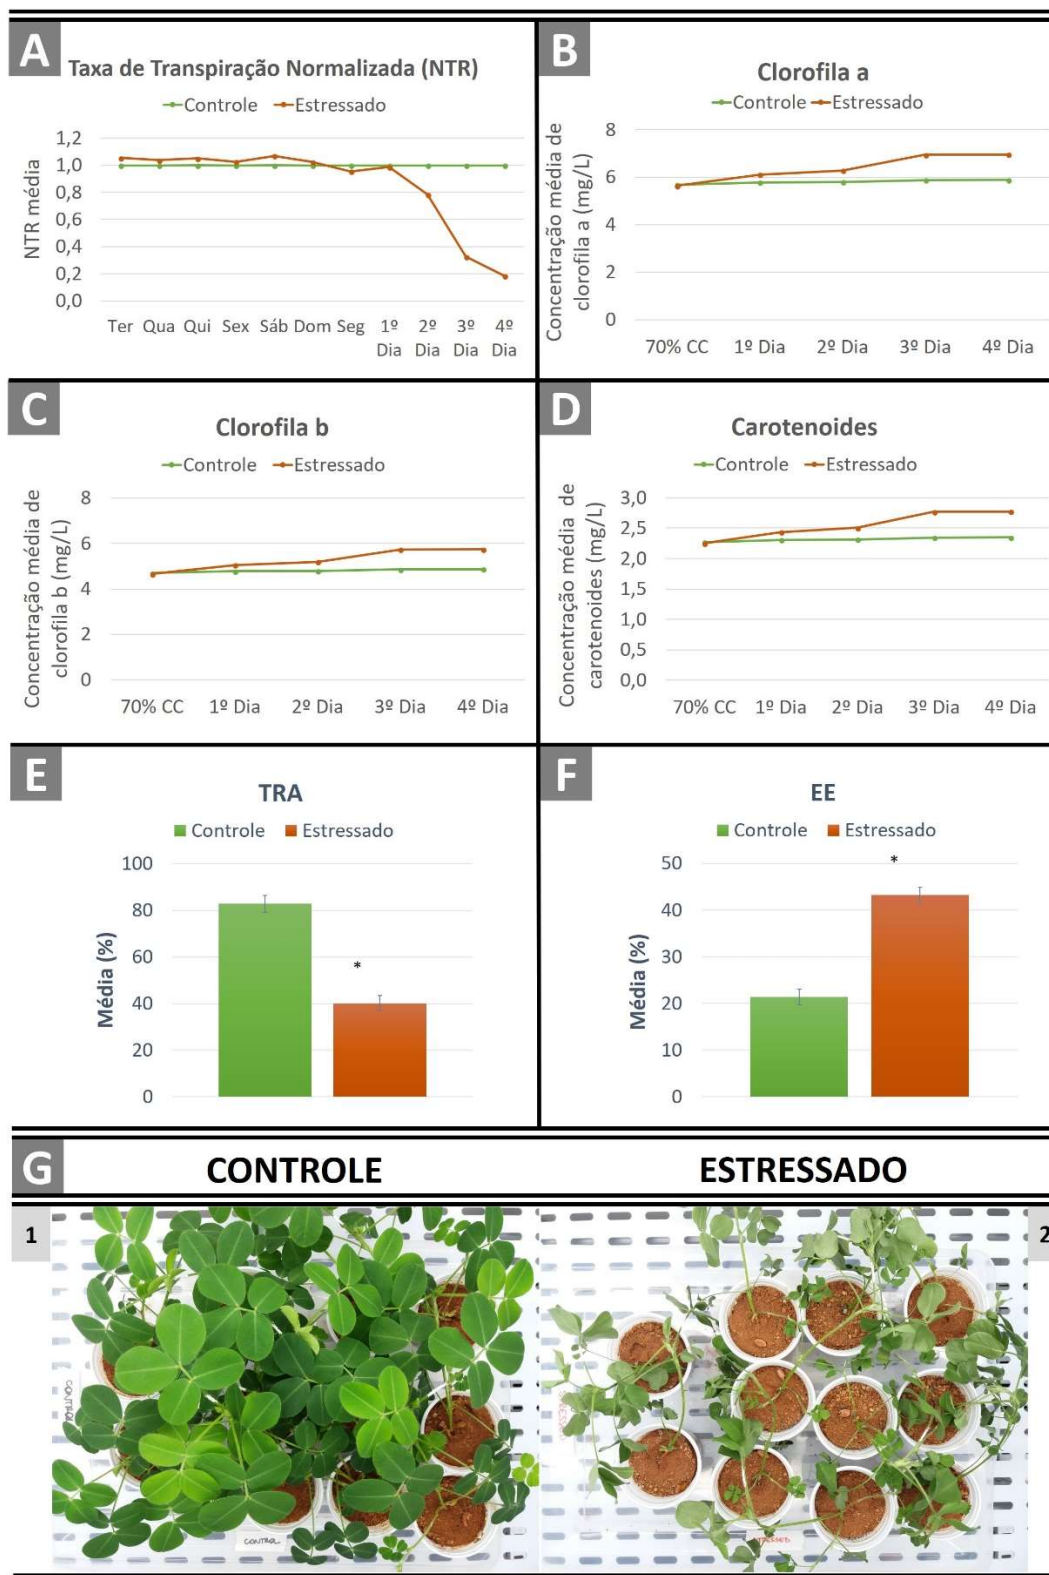 A
Taxa de Transpiração Normalizada (NTR)
Controle Estressado
NTR média
1,2
1,0
0,8
0,6
0,4
0,2
0,0
Ter Qua Qui Sex Sáb Dom Seg 1º Dia 2º Dia 3º Dia 4º Dia
B
Clorofila a
Controle Estressado
Concentração média de
clorofila a (mg/L)
8
6
4
2
0
70% CC 1º Dia 2º Dia 3º Dia 4º Dia
C
Clorofila b
Controle Estressado
Concentração média de
clorofila b (mg/L)
8
6
4
2
0
70% CC 1º Dia 2º Dia 3º Dia 4º Dia
D
Carotenoides
Controle Estressado
Concentração média de
carotenoides (mg/L)
3,0
2,5
2,0
1,5
1,0
0,5
0,0
70% CC 1º Dia 2º Dia 3º Dia 4º Dia
E
TRA
Controle Estressado
Média (%)
100
80
60
40
20
0
*
F
EE
Controle Estressado
Média (%)
50
40
30
20
10
0
*
G
CONTROLE ESTRESSADO
1
2
CONTROL
CONTROL